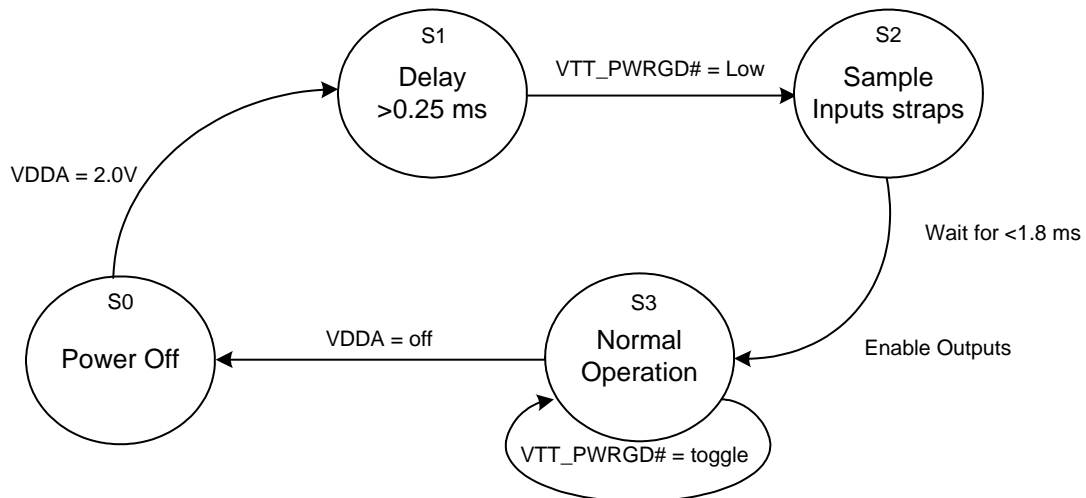 S1
Delay
>0.25 ms
VTT_PWRGD# = Low
S2
Sample
Inputs straps
VDDA = 2.0V
Wait for <1.8 ms
S0
Power Off
VDDA = off
S3
Normal
Operation
Enable Outputs
VTT_PWRGD# = toggle